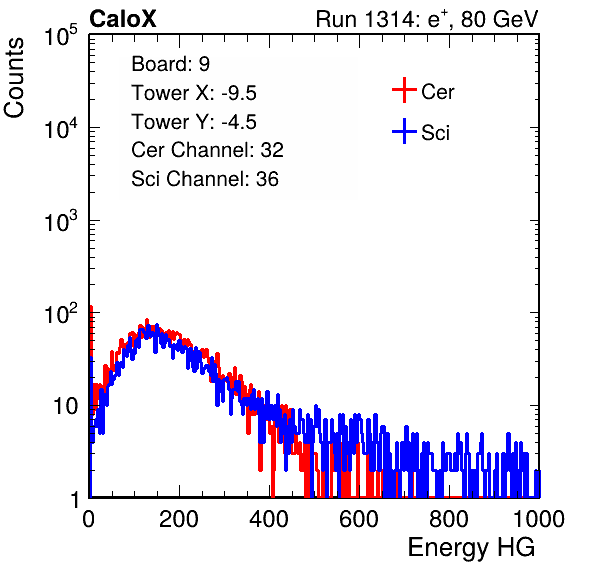 CaloX Run 1314: e⁺, 80 GeV
Counts
10⁵
10⁴
10³
10²
10
1
Board: 9
Tower X: -9.5
Tower Y: -4.5
Cer Channel: 32
Sci Channel: 36
Cer
Sci
0 200 400 600 800 1000
Energy HG